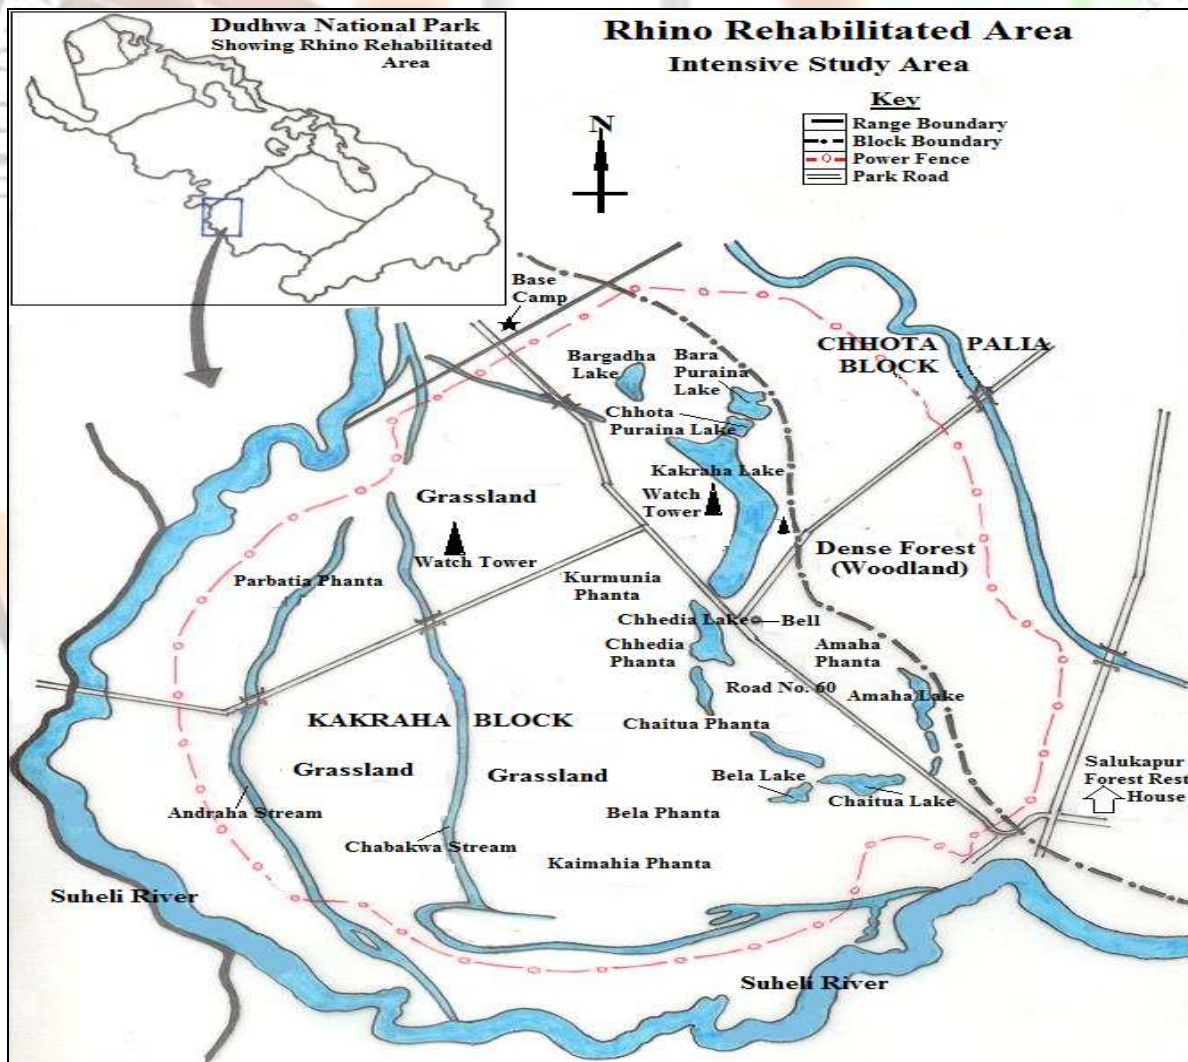 Dudhwa National Park
Showing Rhino Rehabilitated
Area
Rhino Rehabilitated Area
Intensive Study Area
Key
Range Boundary
Block Boundary
Power Fence
Park Road
N
Base
Camp
CHHOTA PALIA
BLOCK
Bargadha
Lake
Bara
Puraina
Lake
Chhota
Puraina Lake
Kakraha Lake
Watch
Tower
Grassland
Watch Tower
Dense Forest
(Woodland)
Parbatia Phanta
Kurmunia
Phanta
Chhedia Lake
Bell
Chhedia
Phanta
Amaha
Phanta
Road No. 60
Amaha Lake
KAKRAHA BLOCK
Chaitua Phanta
Grassland
Grassland
Bela Lake
Chaitua Lake
Salukapur
Forest Rest
House
Andraha Stream
Bela Phanta
Chabakwa Stream
Kaimahia Phanta
Suheli River
Suheli River